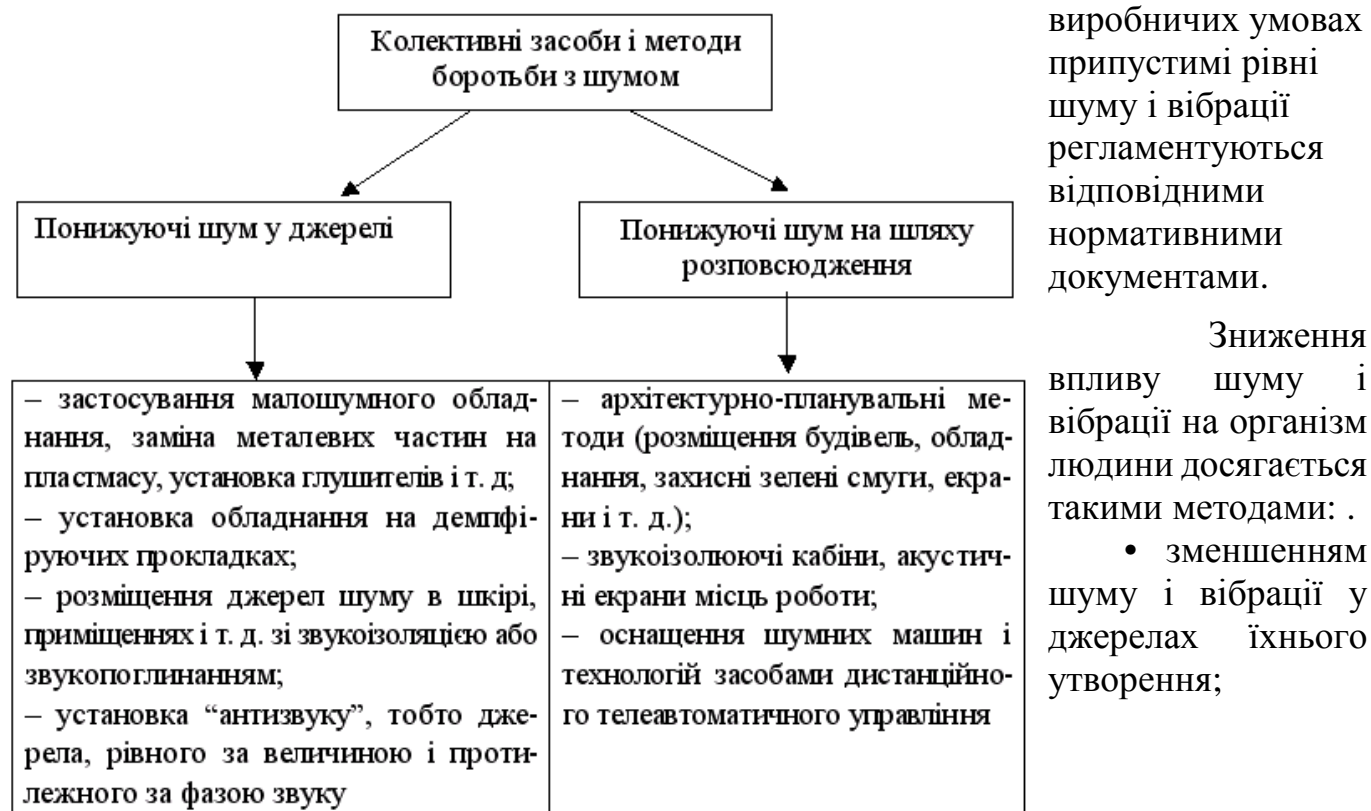 Колективні засоби і методи
боротьби з шумом
Понижуючі шум у джерелі
Понижуючі шум на шляху
розповсюдження
– застосування малошумного облад-
нання, заміна металевих частин на
пластмасу, установка глушителів і т. д;
– установка обладнання на демпфі-
руючих прокладках;
– розміщення джерел шуму в шкірі,
приміщеннях і т. д. зі звукоізоляцією або
звукопоглинанням;
– установка “антизвуку”, тобто дже-
рела, рівного за величиною і проти-
лежного за фазою звуку
– архітектурно-планувальні ме-
тоди (розміщення будівель, облад-
нання, захисні зелені смуги, екра-
ни і т. д.);
– звукоізолюючі кабіни, акустич-
ні екрани місць роботи;
– оснащення шумних машин і
технологій засобами дистанційно-
го телеавтоматичного управління
виробничих умовах
припустимі рівні
шуму і вібрації
регламентуються
відповідними
нормативними
документами.
Зниження
впливу шуму і
вібрації на організм
людини досягається
такими методами: .
• зменшенням
шуму і вібрації у
джерелах їхнього
утворення;